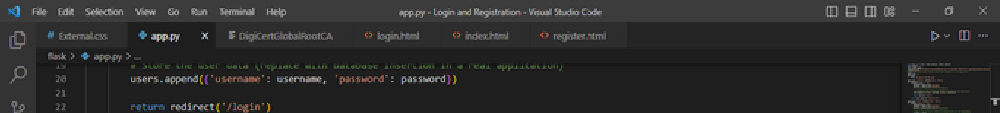 File Edit Selection View Go Run Terminal Help app.py - Login and Registration - Visual Studio Code
# External.css app.py × DigiCertGlobalRootCA <> login.html <> index.html <> register.html ...
flask > app.py > ...
19 # Store the user data (replace with database insertion in a real application)
20 users.append({'username': username, 'password': password})
21
22 return redirect('/login')